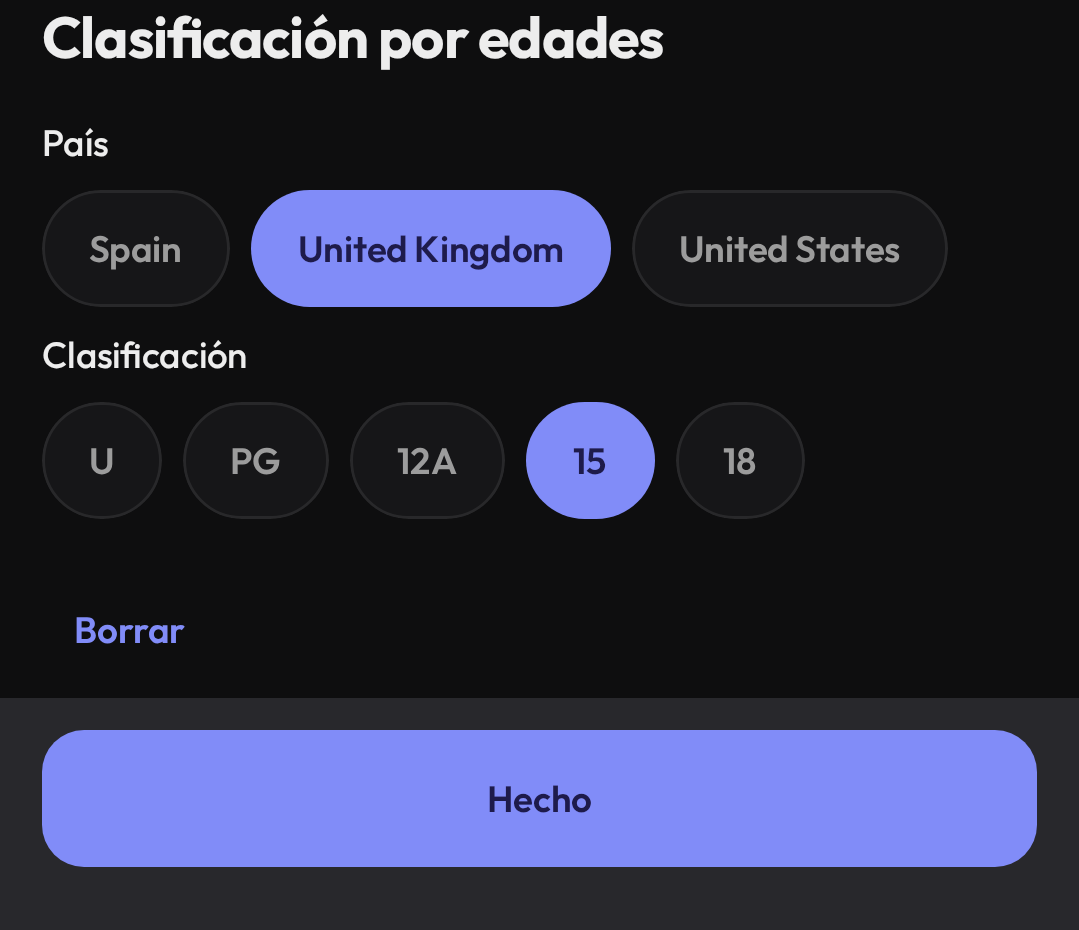 Clasificación por edades
País
Spain United Kingdom United States
Clasificación
U PG 12A 15 18
Borrar
Hecho